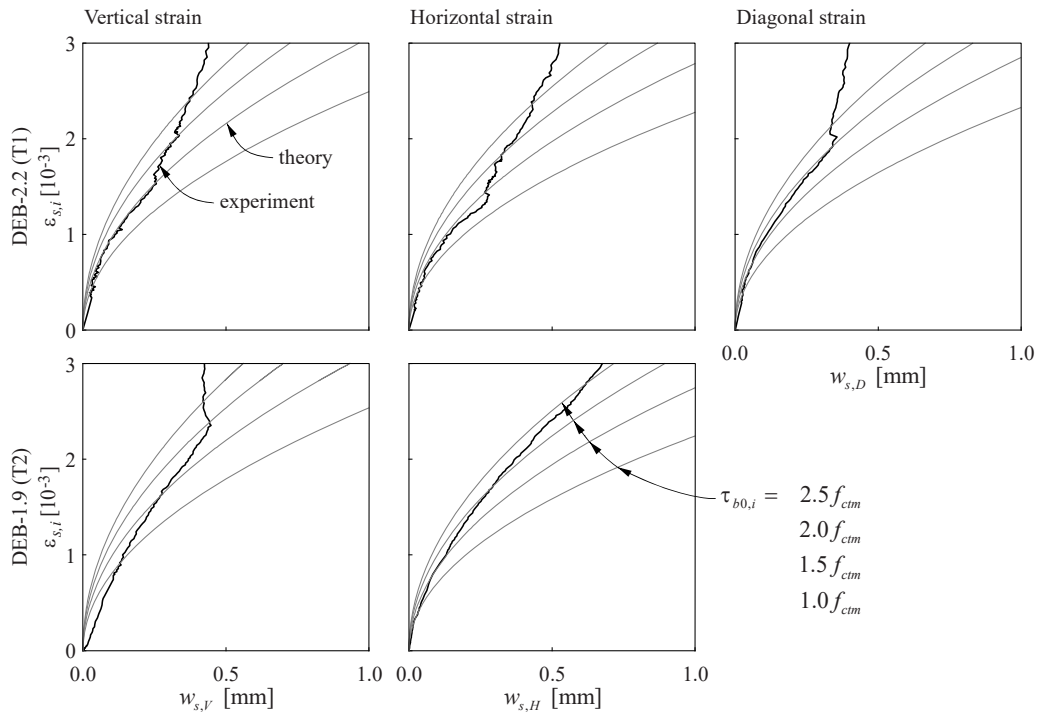 Vertical strain
Horizontal strain
Diagonal strain
DEB-2.2 (T1)
ε_{s,i} [10^{-3}]
3
2
1
0
theory
experiment
0.0 0.5 1.0
w_{s,D} [mm]
DEB-1.9 (T2)
ε_{s,i} [10^{-3}]
3
2
1
0
τ_{b0,i} = 2.5 f_{ctm}
2.0 f_{ctm}
1.5 f_{ctm}
1.0 f_{ctm}
0.0 0.5 1.0
w_{s,V} [mm]
0.0 0.5 1.0
w_{s,H} [mm]